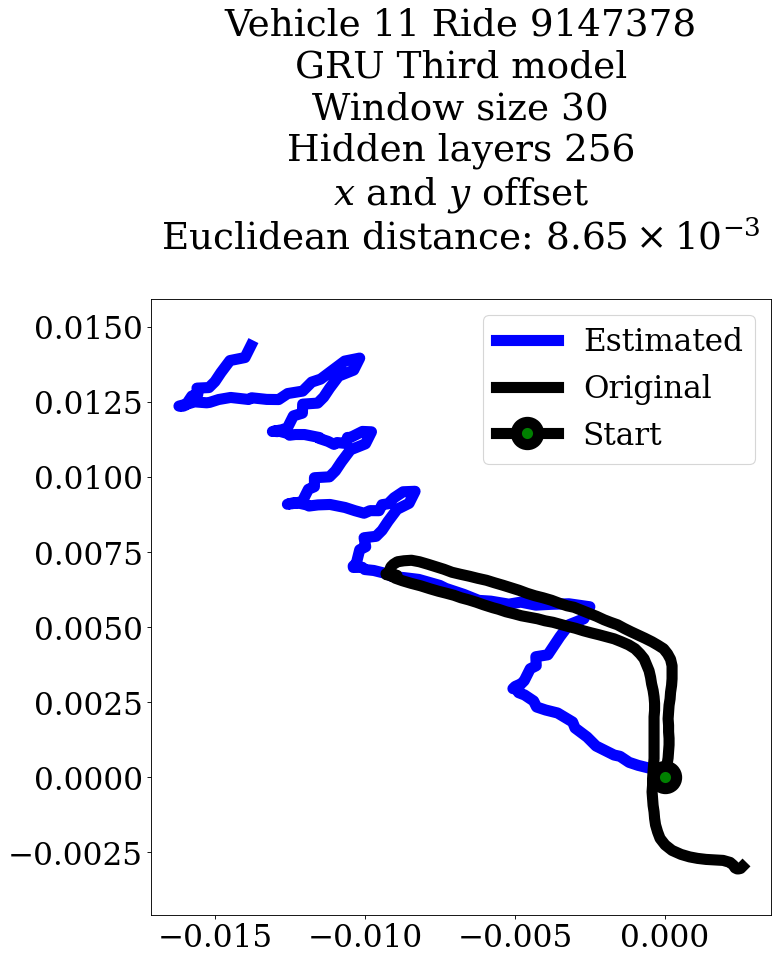 Vehicle 11 Ride 9147378
GRU Third model
Window size 30
Hidden layers 256
x and y offset
Euclidean distance: 8.65 × 10⁻³
Estimated
Original
Start
0.0150
0.0125
0.0100
0.0075
0.0050
0.0025
0.0000
−0.0025
−0.015 −0.010 −0.005 0.000